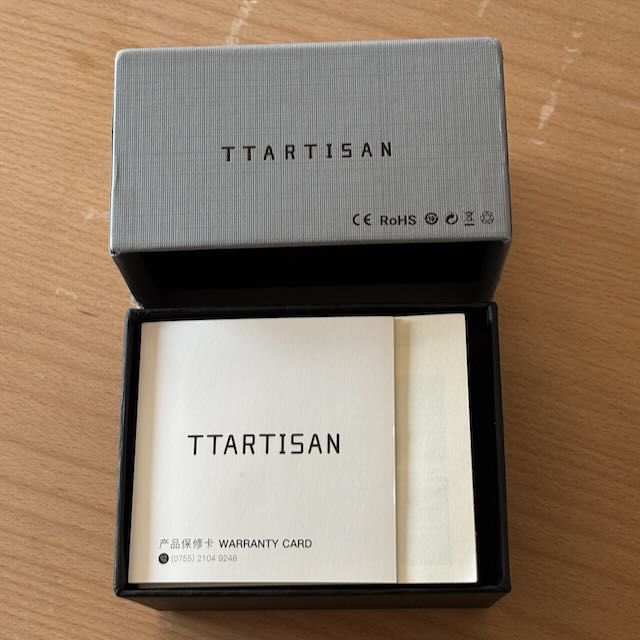 TTARTISAN
CE RoHS
TTARTISAN
产品保修卡 WARRANTY CARD
(0755) 2104 9248